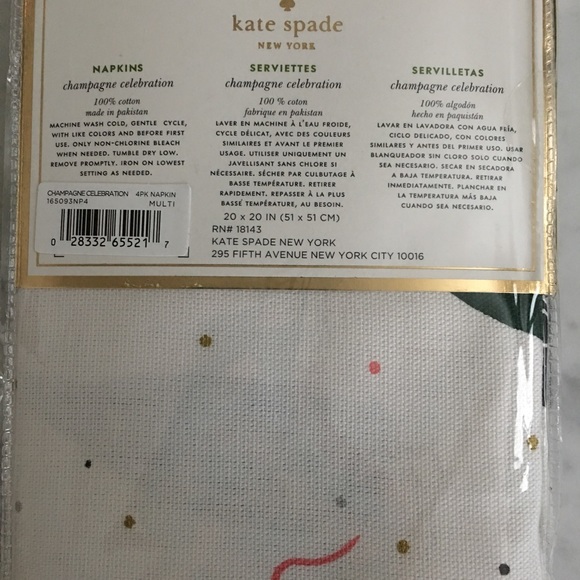 kate spade
NEW YORK
NAPKINS
champagne celebration
100% cotton
made in pakistan
MACHINE WASH COLD, GENTLE CYCLE,
WITH LIKE COLORS AND BEFORE FIRST
USE. ONLY NON-CHLORINE BLEACH
WHEN NEEDED. TUMBLE DRY LOW.
REMOVE PROMPTLY. IRON ON LOWEST
SETTING AS NEEDED.
SERVIETTES
champagne celebration
100 % coton
fabrique en pakistan
LAVER EN MACHINE À L'EAU FROIDE,
CYCLE DÉLICAT, AVEC DES COULEURS
SIMILAIRES ET AVANT LE PREMIER
USAGE. UTILISER UNIQUEMENT UN
JAVELLISANT SANS CHLORE SI
NÉCESSAIRE. SÉCHER PAR CULBUTAGE À
BASSE TEMPÉRATURE. RETIRER
RAPIDEMENT. REPASSER À LA PLUS
BASSE TEMPÉRATURE, AU BESOIN.
SERVILLETAS
champagne celebration
100% algodón
hecho en paquistán
LAVAR EN LAVADORA CON AGUA FRÍA,
CICLO DELICADO, CON COLORES
SIMILARES Y ANTES DEL PRIMER USO. USAR
BLANQUEADOR SIN CLORO SOLO CUANDO
SEA NECESARIO. SECAR EN SECADORA
A BAJA TEMPERATURA. RETIRAR
INMEDIATAMENTE. PLANCHAR EN
LA TEMPERATURA MÁS BAJA
CUANDO SEA NECESARIO.
CHAMPAGNE CELEBRATION 4PK NAPKIN
165093NP4 MULTI
0 28332 65521 7
20 x 20 IN (51 x 51 CM)
RN# 18143
KATE SPADE NEW YORK
295 FIFTH AVENUE NEW YORK CITY 10016